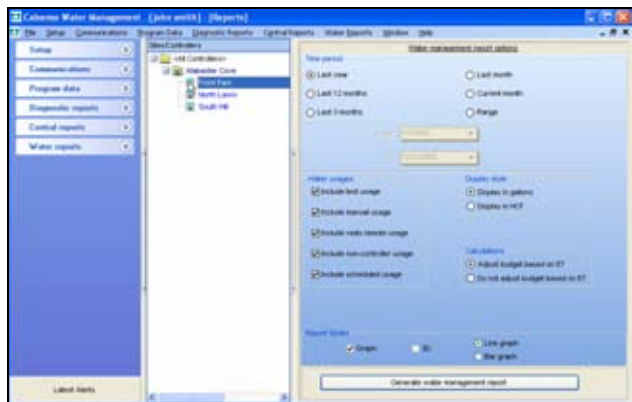 Calsense Water Management - [john smith] - [Reports]
File Setup Communications Program Data Diagnostic Reports Control Reports Water Reports Window Help
Setup
Communications
Program data
Diagnostic reports
Control reports
Water reports
Latest Alerts
Sites/Controllers
<All Controllers>
Alabaster Cove
Front Park
North Lawn
South Hill
Water management report options
Time period
Last year
Last month
Last 12 months
Current month
Last 3 months
Range
Water usages
Include test usage
Include manual usage
Include radio remote usage
Include non-controller usage
Include scheduled usage
Display style
Display in gallons
Display in HCF
Calculations
Adjust budget based on ET
Do not adjust budget based on ET
Report Styles
Graph
3D
Line graph
Bar graph
Generate water management report